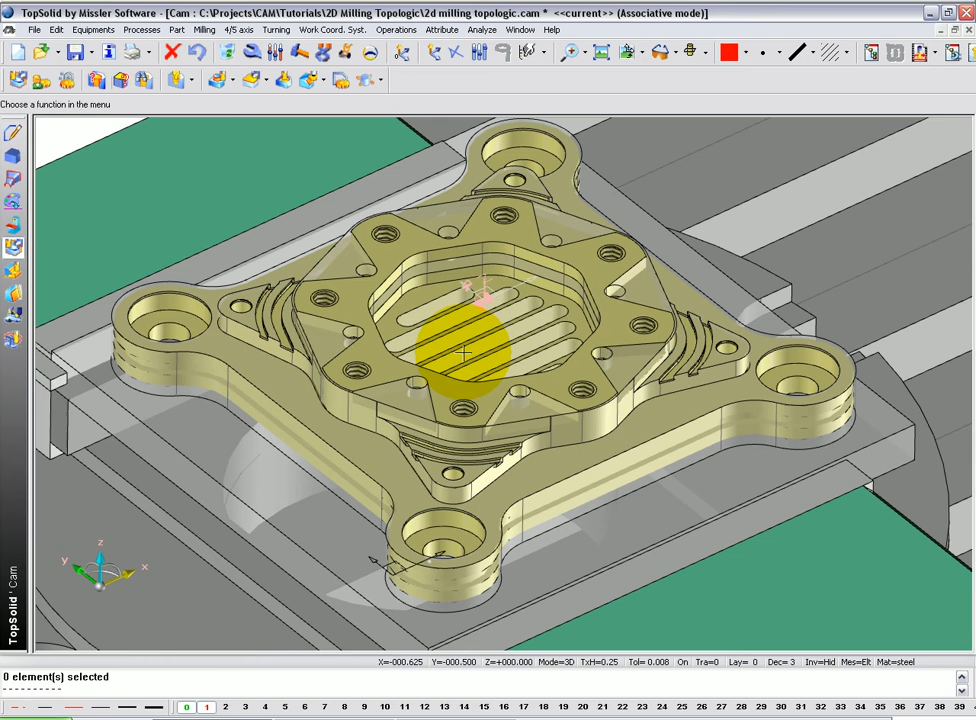 TopSolid by Missler Software - [Cam : C:\Projects\CAM\Tutorials\2D Milling Topologic\2d milling topologic.cam * <<current>> (Associative mode)]
File Edit Equipments Processes Part Milling 4/5 axis Turning Work Coord. Syst. Operations Attribute Analyze Window Help
Choose a function in the menu
z
y
x
TopSolid ' Cam
X=-000.625 Y=-000.500 Z=+000.000 Mode=3D TxH=0.25 Tol= 0.008 On Tra=0 Lay= 0 Dec= 3 Inv=Hid Mes=Elt Mat=steel
0 element(s) selected
----------
0 1 2 3 4 5 6 7 8 9 10 11 12 13 14 15 16 17 18 19 20 21 22 23 24 25 26 27 28 29 30 31 32 33 34 35 36 37 38 39